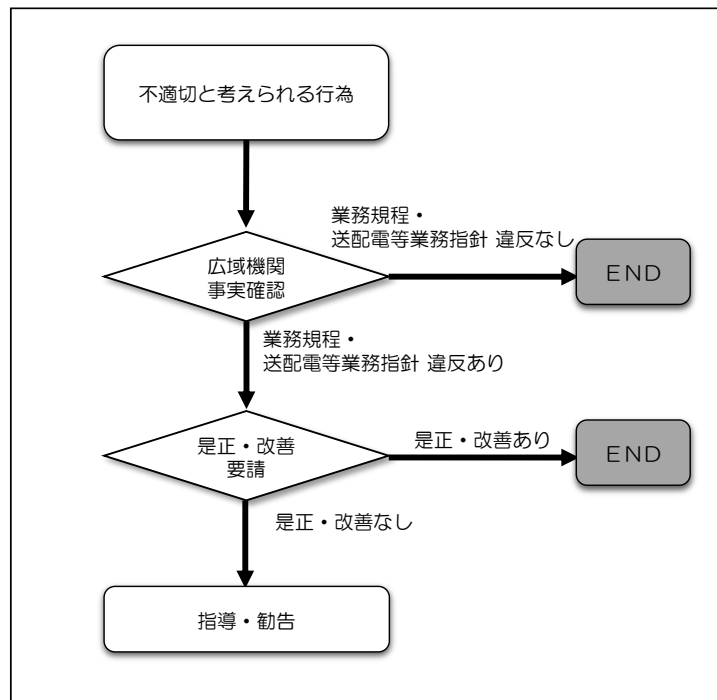 不適切と考えられる行為
業務規程・
送配電等業務指針 違反なし
広域機関
事実確認
END
業務規程・
送配電等業務指針 違反あり
是正・改善
要請
是正・改善あり
END
是正・改善なし
指導・勧告